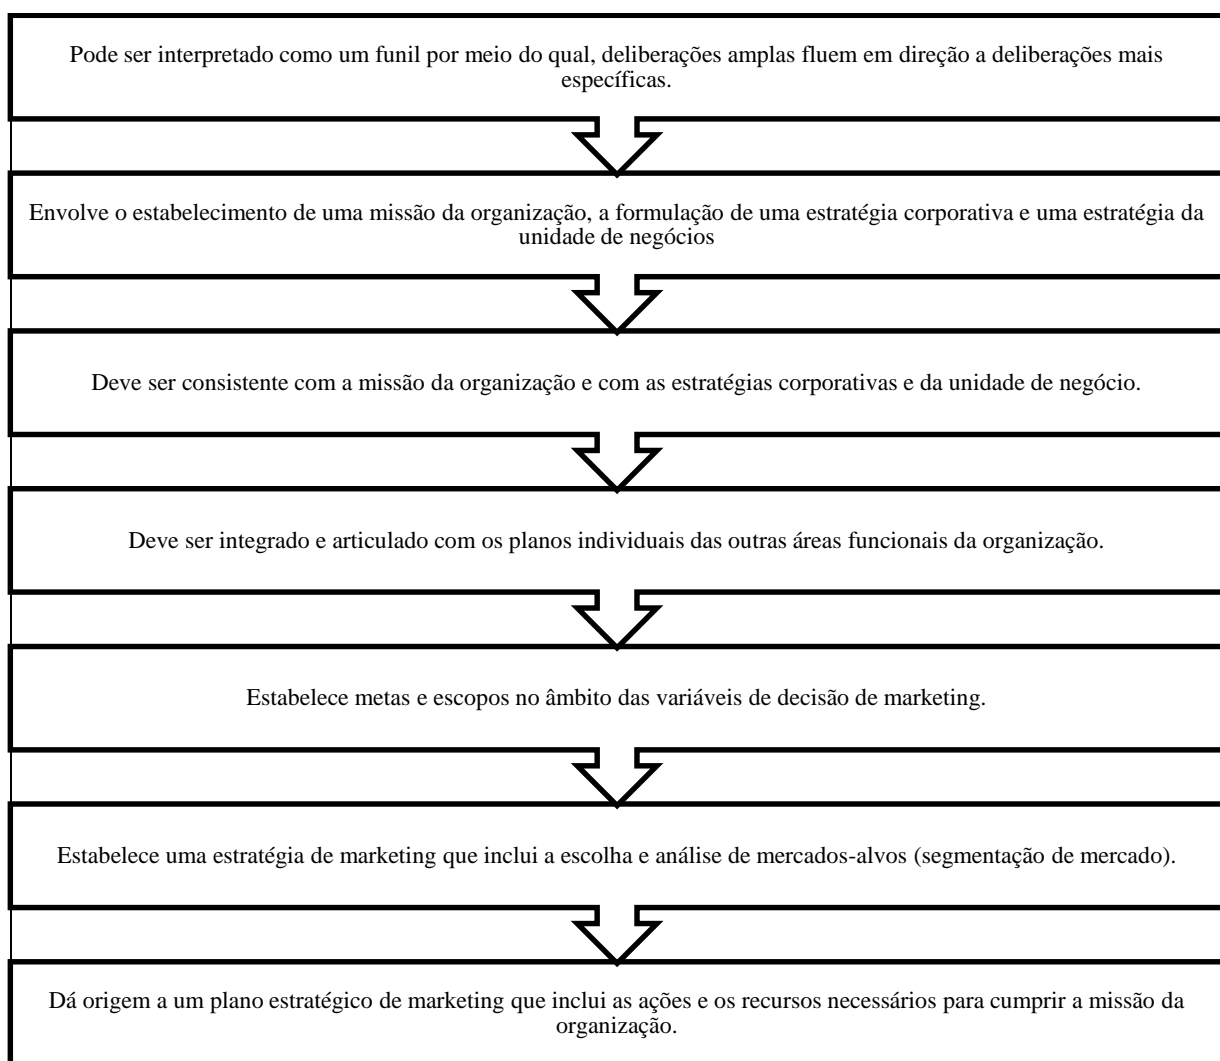 Pode ser interpretado como um funil por meio do qual, deliberações amplas fluem em direção a deliberações mais
específicas.
Envolve o estabelecimento de uma missão da organização, a formulação de uma estratégia corporativa e uma estratégia da
unidade de negócios
Deve ser consistente com a missão da organização e com as estratégias corporativas e da unidade de negócio.
Deve ser integrado e articulado com os planos individuais das outras áreas funcionais da organização.
Estabelece metas e escopos no âmbito das variáveis de decisão de marketing.
Estabelece uma estratégia de marketing que inclui a escolha e análise de mercados-alvos (segmentação de mercado).
Dá origem a um plano estratégico de marketing que inclui as ações e os recursos necessários para cumprir a missão da
organização.